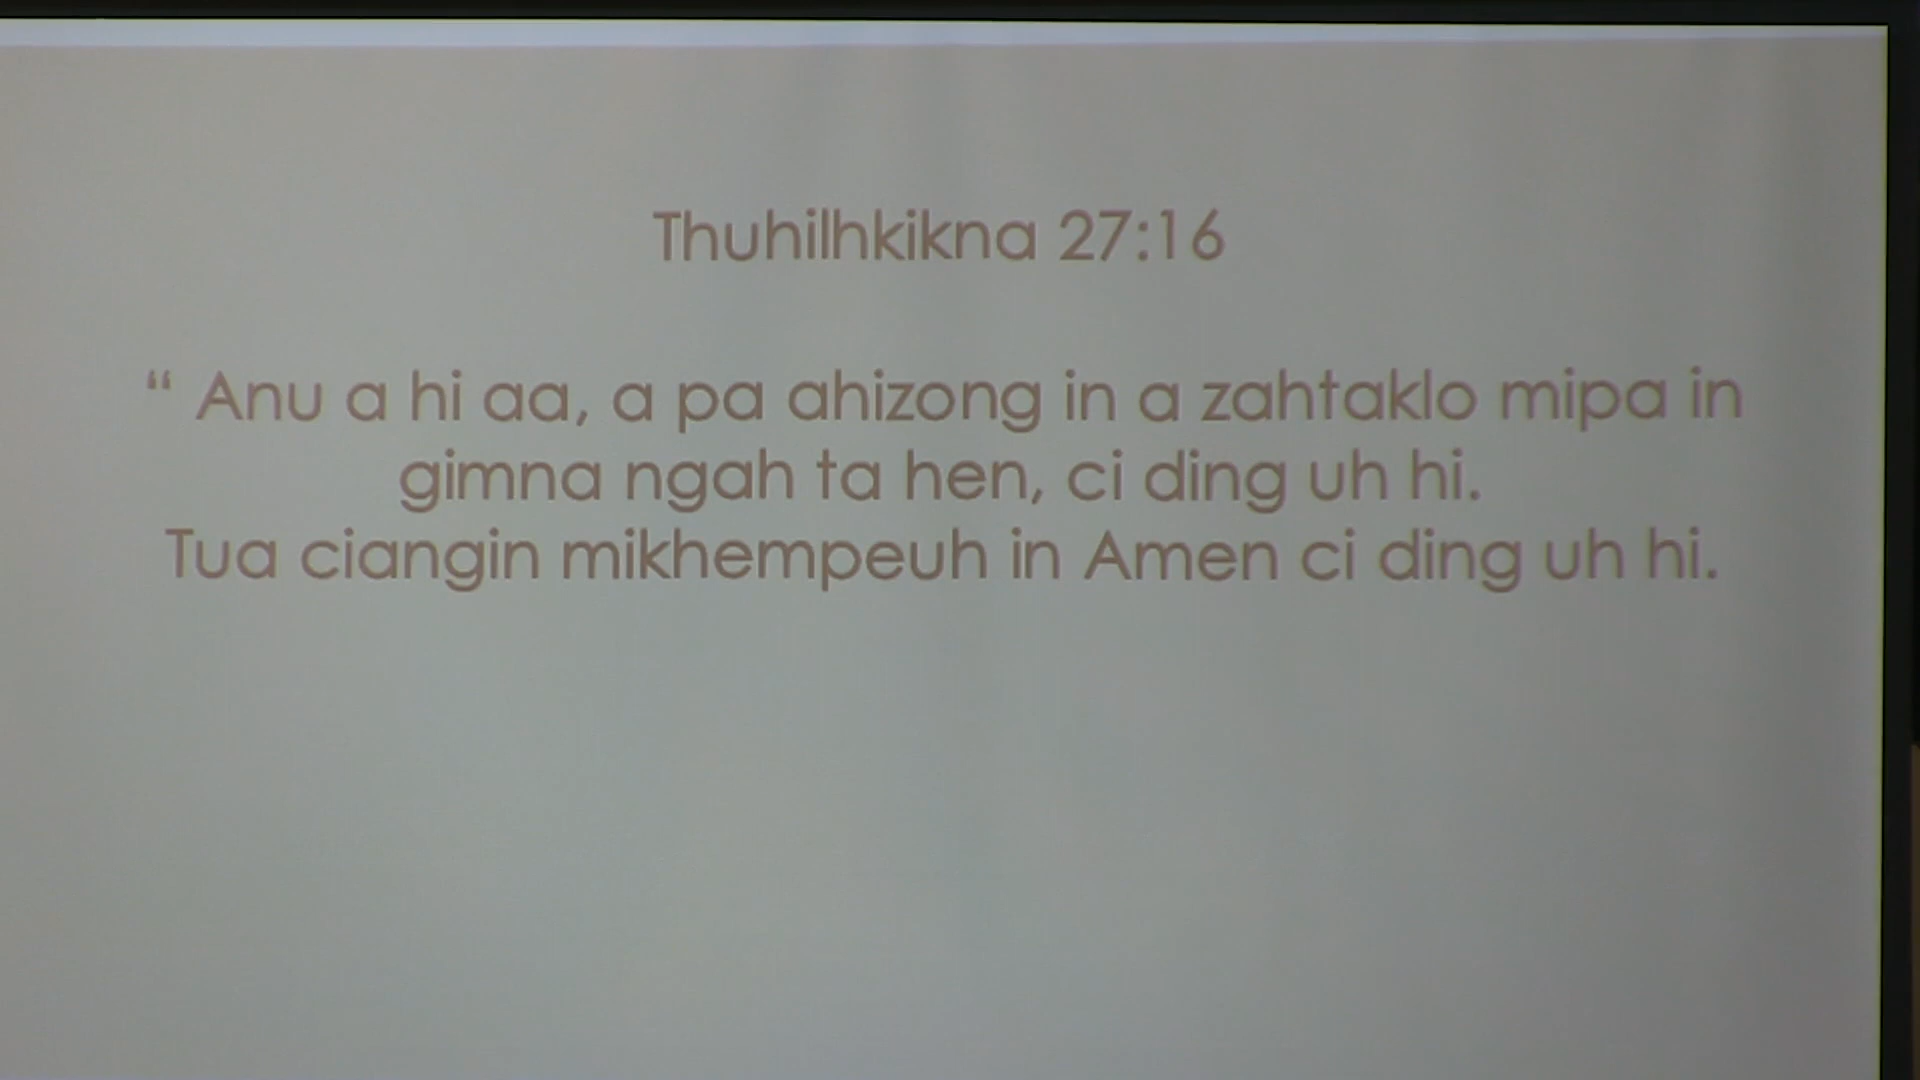 Thuhilhkikna 27:16
“ Anu a hi aa, a pa ahizong in a zahtaklo mipa in
gimna ngah ta hen, ci ding uh hi.
Tua ciangin mikhempeuh in Amen ci ding uh hi.